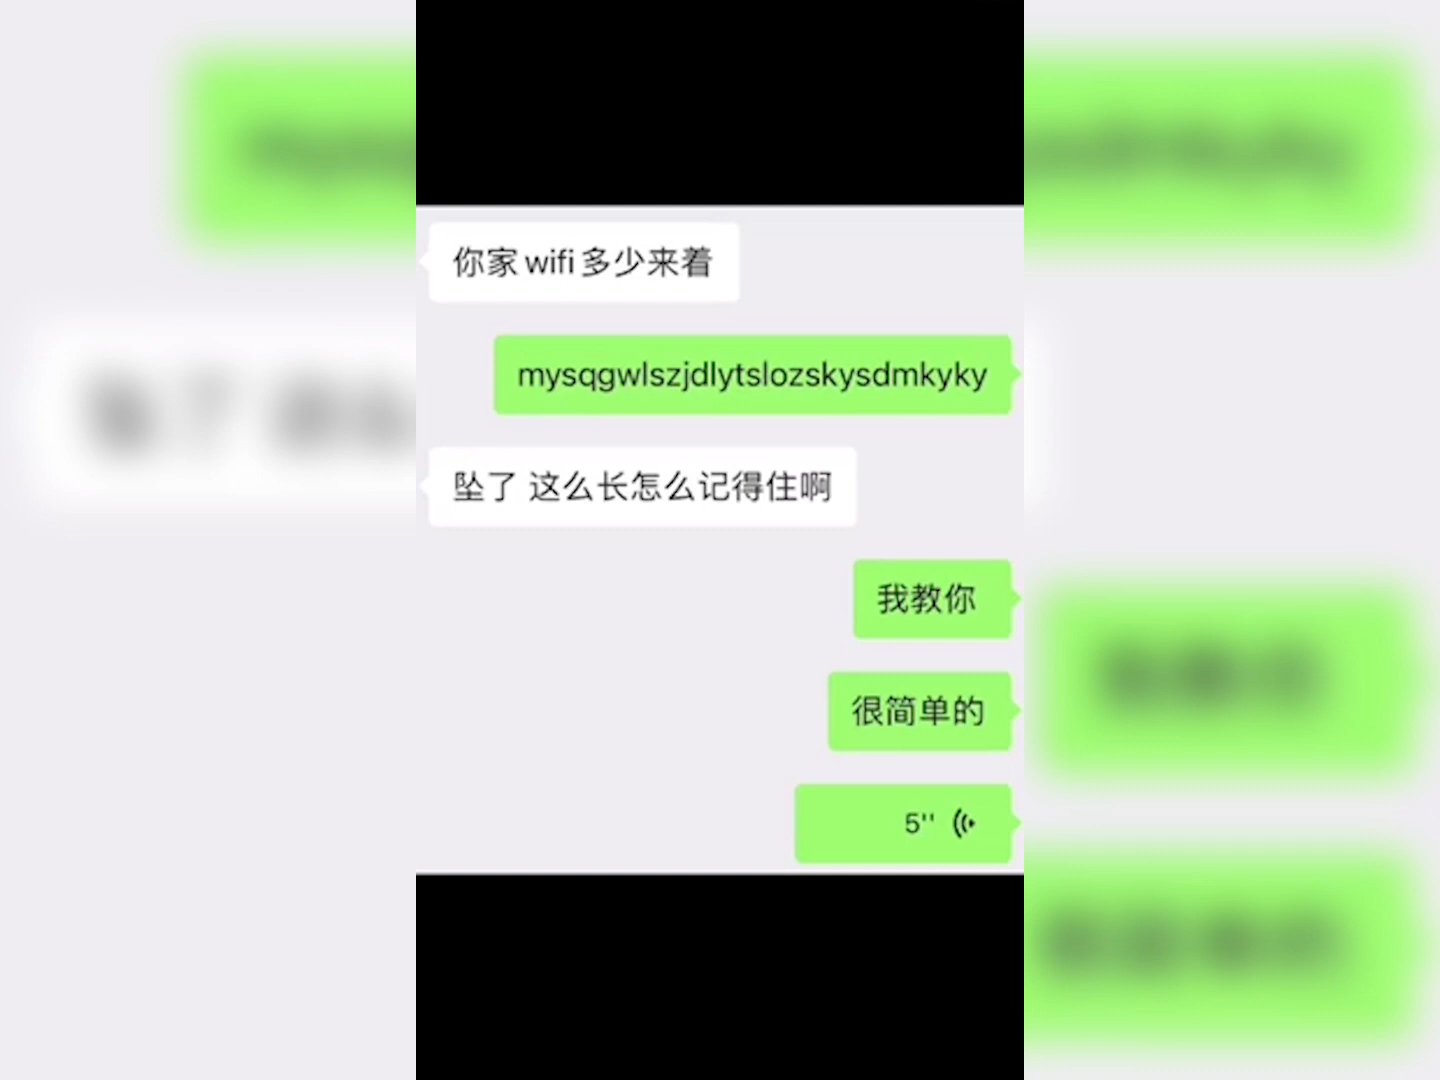 你家wifi多少来着
mysqgwlszjdlytslozskysdmkyky
坠了 这么长怎么记得住啊
我教你
很简单的
5''